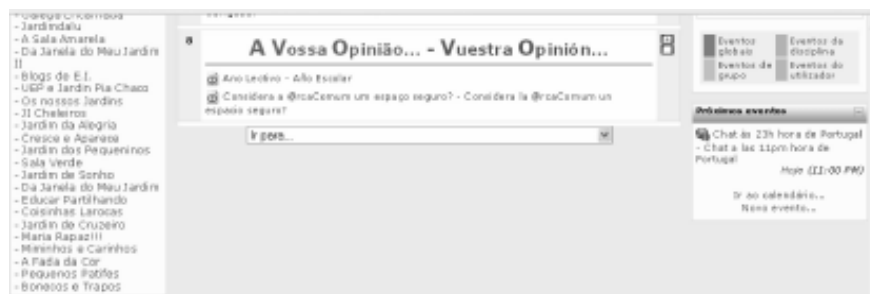 - Jardindalu
- A Sala Amarela
- Da Janela do Meu Jardim
II
- Blogs de E.I.
- UEP e Jardin Pia Chaco
- Os nossos Jardins
- JI Cheleiros
- Jardim da Alegria
- Cresce e Aparece
- Jardim dos Pequeninos
- Sala Verde
- Jardim de Sonho
- Da Janela do Meu Jardim
- Educar Partilhando
- Coisinhas Larocas
- Jardim de Cruzeiro
- Maria Rapaz!!!
- Miminhos e Carinhos
- A Fada da Cor
- Pequenos Patifes
- Bonecos e Trapos
8
A Vossa Opinião... - Vuestra Opinión...
Ano Lectivo - Año Escolar
Considera a @rcaComum um espaço seguro? - Considera la @rcaComum un
espacio seguro?
Ir para...
Eventos globais
Eventos da disciplina
Eventos de grupo
Eventos do utilizador
Próximos eventos
Chat às 23h hora de Portugal
- Chat a las 11pm hora de
Portugal
Hoje (11:00 PM)
Ir ao calendário...
Novo evento...